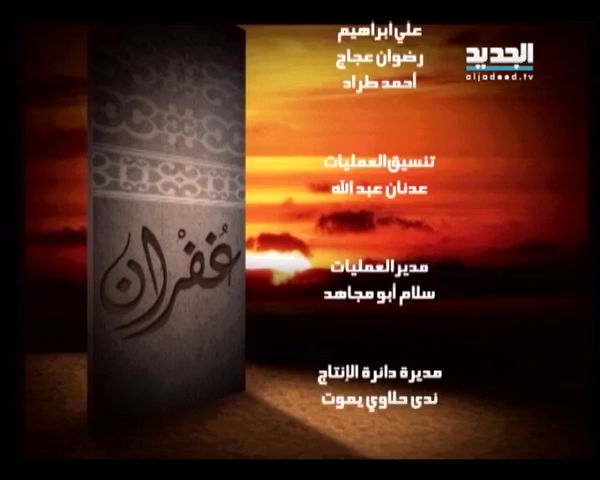 علي ابراهيم
رضوان عجاج
أحمد طراد
الجديد
aljadeed.tv
تنسيق العمليات
عدنان عبد الله
غُفْران
مدير العمليات
سلام أبو مجاهد
مديرة دائرة الإنتاج
ندى حلاوي يموت